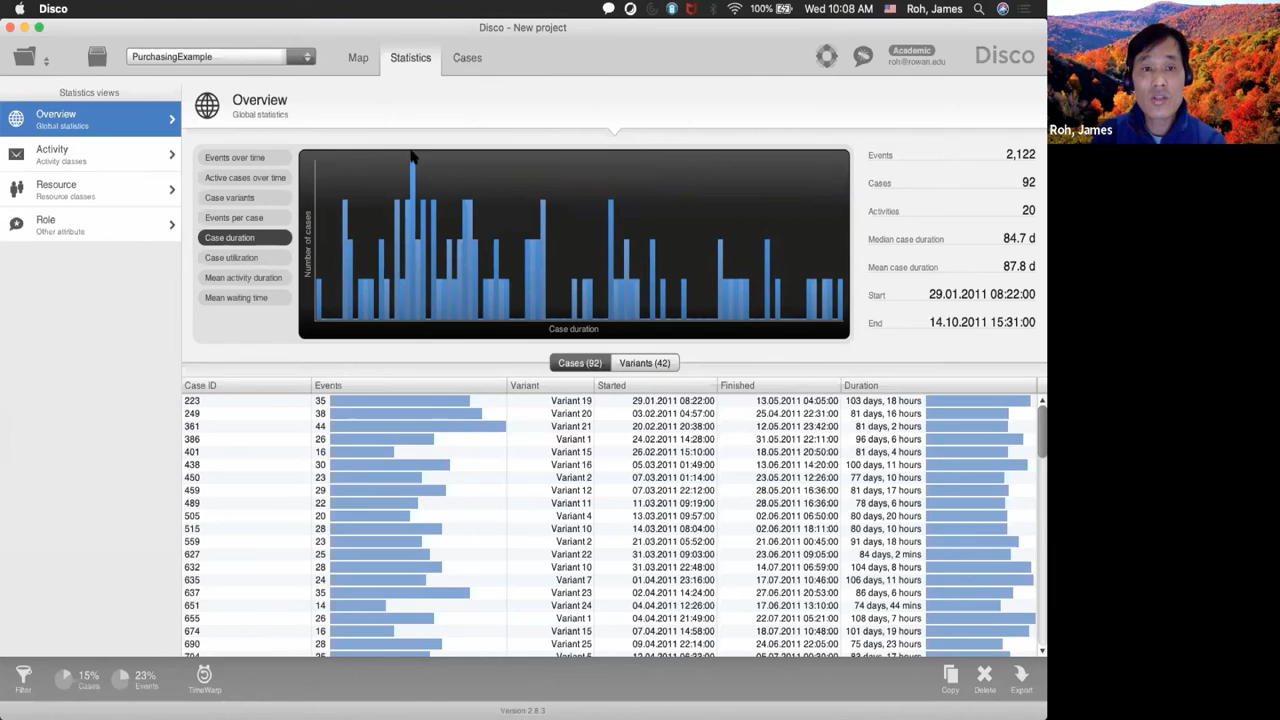 Disco
100%
Wed 10:08 AM
Roh, James
Disco - New project
PurchasingExample
Map
Statistics
Cases
Academic
roh@rowan.edu
Disco
Roh, James
Statistics views
Overview
Global statistics
Activity
Activity classes
Resource
Resource classes
Role
Other attribute
Overview
Global statistics
Events over time
Active cases over time
Case variants
Events per case
Case duration
Case utilization
Mean activity duration
Mean waiting time
Number of cases
Case duration
Events 2,122
Cases 92
Activities 20
Median case duration 84.7 d
Mean case duration 87.8 d
Start 29.01.2011 08:22:00
End 14.10.2011 15:31:00
Cases (92) Variants (42)
Case ID Events Variant Started Finished Duration
223 35 Variant 19 29.01.2011 08:22:00 13.05.2011 04:05:00 103 days, 18 hours
249 38 Variant 20 03.02.2011 04:57:00 25.04.2011 22:31:00 81 days, 16 hours
361 44 Variant 21 20.02.2011 20:38:00 12.05.2011 23:42:00 81 days, 2 hours
386 26 Variant 1 24.02.2011 14:28:00 31.05.2011 22:11:00 96 days, 6 hours
401 16 Variant 15 26.02.2011 15:10:00 18.05.2011 20:50:00 81 days, 4 hours
438 30 Variant 16 05.03.2011 01:49:00 13.06.2011 14:20:00 100 days, 11 hours
450 23 Variant 2 07.03.2011 01:14:00 23.05.2011 12:26:00 77 days, 10 hours
459 29 Variant 12 07.03.2011 22:12:00 28.05.2011 16:36:00 81 days, 17 hours
489 22 Variant 11 11.03.2011 09:19:00 28.05.2011 16:36:00 78 days, 6 hours
505 20 Variant 4 13.03.2011 09:57:00 02.06.2011 06:50:00 80 days, 20 hours
515 28 Variant 10 14.03.2011 08:04:00 02.06.2011 18:11:00 80 days, 10 hours
559 23 Variant 2 21.03.2011 05:52:00 21.06.2011 00:45:00 91 days, 18 hours
627 25 Variant 22 31.03.2011 09:03:00 23.06.2011 09:05:00 84 days, 2 mins
632 28 Variant 10 31.03.2011 22:48:00 14.07.2011 06:59:00 104 days, 8 hours
635 24 Variant 7 01.04.2011 23:16:00 17.07.2011 10:46:00 106 days, 11 hours
637 35 Variant 23 02.04.2011 14:24:00 27.06.2011 20:53:00 86 days, 6 hours
651 14 Variant 24 04.04.2011 12:26:00 17.06.2011 13:10:00 74 days, 44 mins
655 26 Variant 1 04.04.2011 21:49:00 22.07.2011 05:21:00 108 days, 7 hours
674 16 Variant 15 07.04.2011 14:58:00 18.07.2011 10:48:00 101 days, 19 hours
690 28 Variant 5 09.04.2011 22:14:00 24.06.2011 22:05:00 75 days, 23 hours
Filter
15%
Cases
23%
Events
TimeWarp
Copy
Delete
Export
Version 2.8.3